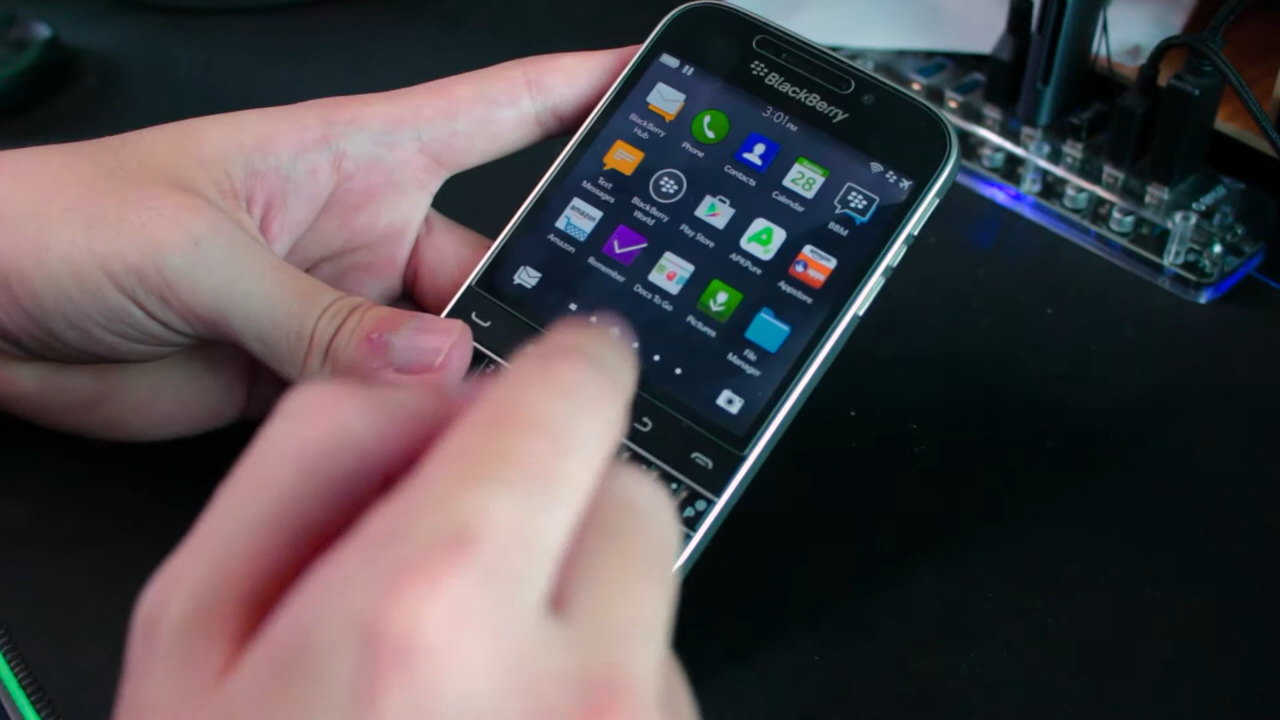 BlackBerry
3:01PM
BlackBerry
Hub
Phone
Contacts
28
Calendar
BBM
Text
Messages
BlackBerry
World
Play Store
APKPure
amazon
Appstore
amazon
Amazon
Remember
Docs To Go
Pictures
File
Manager
P